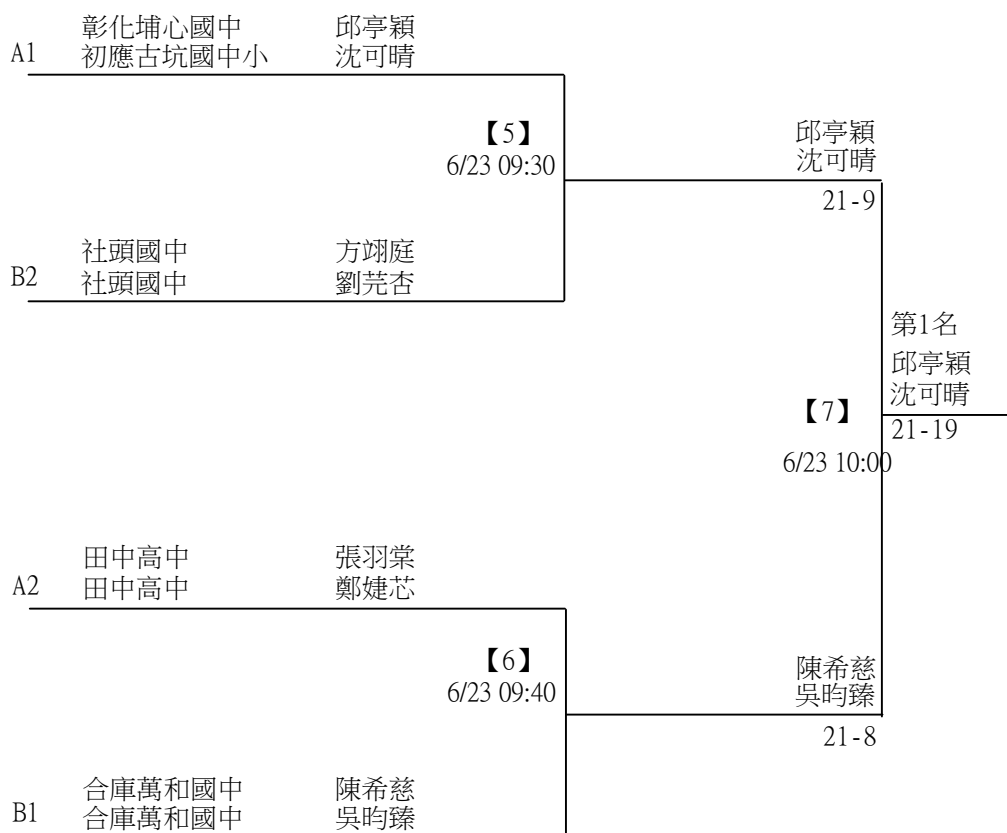 A1 彰化埔心國中 邱亭穎
初應古坑國中小 沈可晴
【5】
6/23 09:30
邱亭穎
沈可晴
21-9
B2 社頭國中 方翊庭
社頭國中 劉芫杏
第1名
邱亭穎
沈可晴
21-19
【7】
6/23 10:00
A2 田中高中 張羽棠
田中高中 鄭婕芯
【6】
6/23 09:40
陳希慈
吳昀臻
21-8
B1 合庫萬和國中 陳希慈
合庫萬和國中 吳昀臻